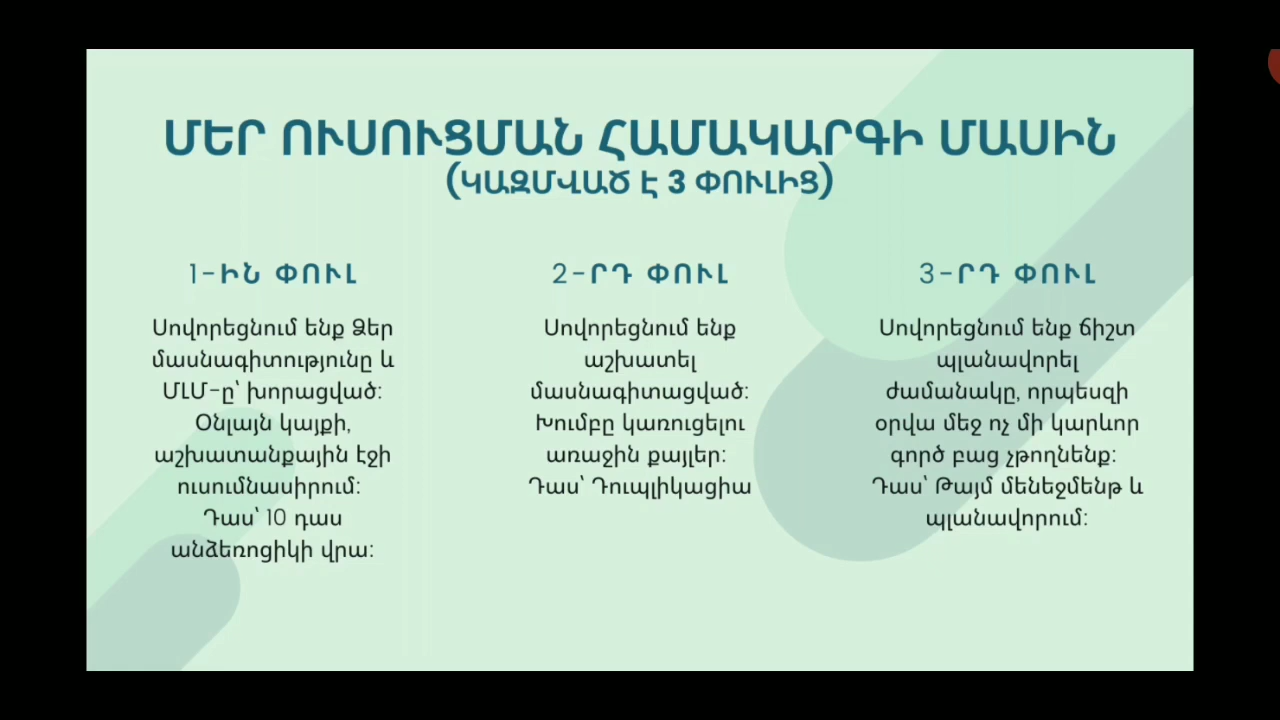 ՄԵՐ ՈՒՍՈՒՑՄԱՆ ՀԱՄԱԿԱՐԳԻ ՄԱՍԻՆ
(ԿԱԶՄՎԱԾ Է 3 ՓՈՒԼԻՑ)
1-ԻՆ ՓՈՒԼ
Սովորեցնում ենք Ձեր
մասնագիտությունը և
ՄԼՄ-ը՝ խորացված:
Օնլայն կայքի,
աշխատանքային էջի
ուսումնասիրում:
Դաս՝ 10 դաս
անձեռոցիկի վրա:
2-ՐԴ ՓՈՒԼ
Սովորեցնում ենք
աշխատել
մասնագիտացված:
Խումբը կառուցելու
առաջին քայլեր:
Դաս՝ Դուպլիկացիա
3-ՐԴ ՓՈՒԼ
Սովորեցնում ենք ճիշտ
պլանավորել
ժամանակը, որպեսզի
օրվա մեջ ոչ մի կարևոր
գործ բաց չթողնենք:
Դաս՝ Թայմ մենեջմենթ և
պլանավորում: